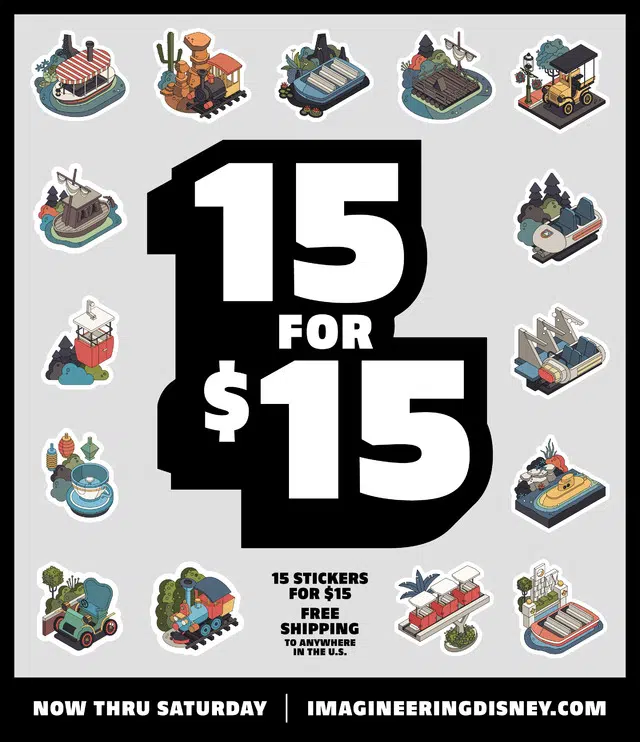 15
FOR
$15
15 STICKERS
FOR $15
FREE
SHIPPING
TO ANYWHERE
IN THE U.S.
NOW THRU SATURDAY | IMAGINEERINGDISNEY.COM